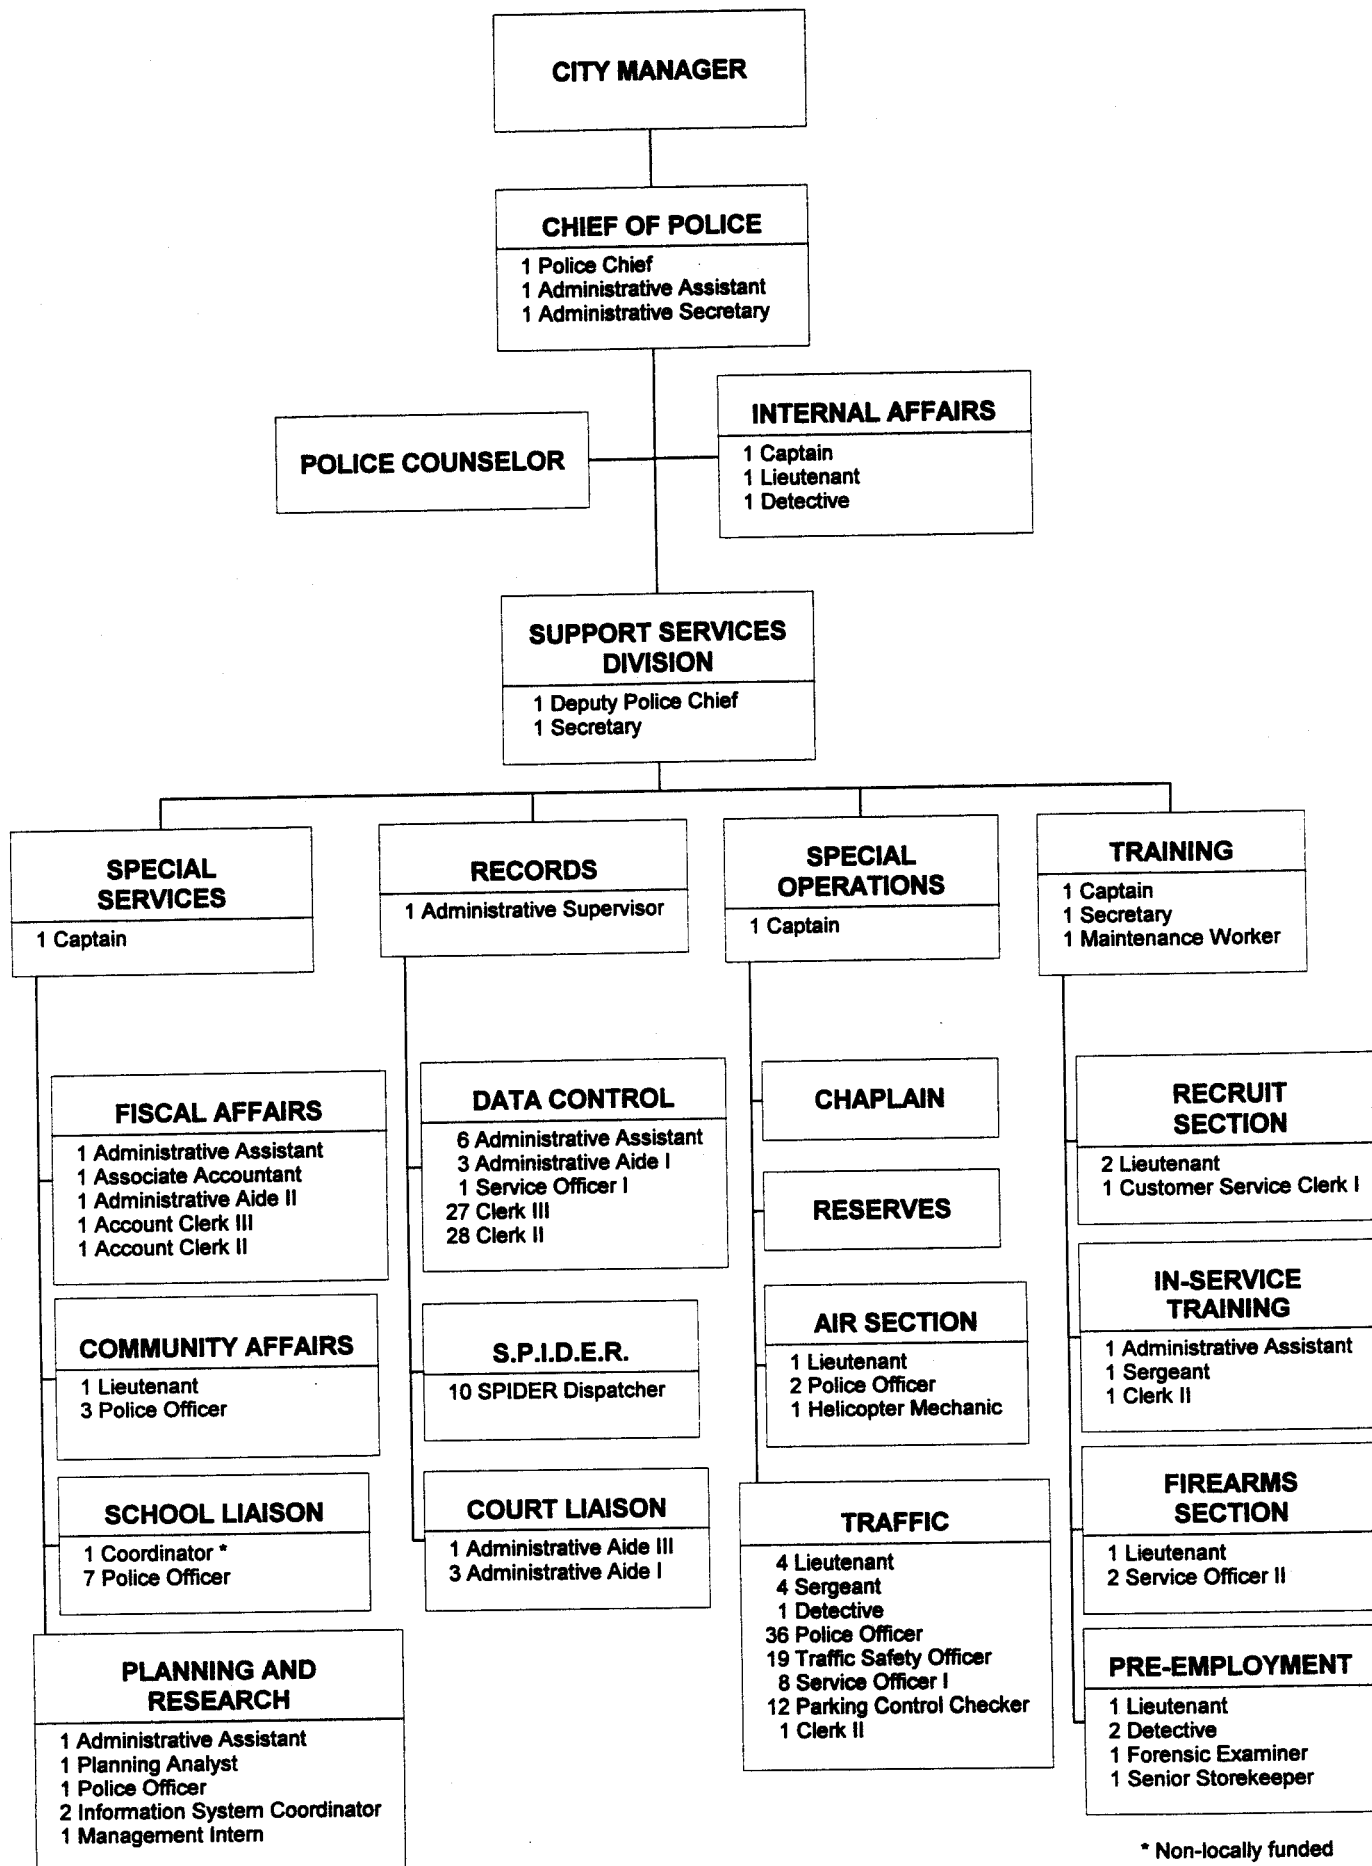 CITY MANAGER
CHIEF OF POLICE
1 Police Chief
1 Administrative Assistant
1 Administrative Secretary
POLICE COUNSELOR
INTERNAL AFFAIRS
1 Captain
1 Lieutenant
1 Detective
SUPPORT SERVICES
DIVISION
1 Deputy Police Chief
1 Secretary
SPECIAL
SERVICES
1 Captain
FISCAL AFFAIRS
1 Administrative Assistant
1 Associate Accountant
1 Administrative Aide II
1 Account Clerk III
1 Account Clerk II
COMMUNITY AFFAIRS
1 Lieutenant
3 Police Officer
SCHOOL LIAISON
1 Coordinator *
7 Police Officer
PLANNING AND
RESEARCH
1 Administrative Assistant
1 Planning Analyst
1 Police Officer
2 Information System Coordinator
1 Management Intern
RECORDS
1 Administrative Supervisor
DATA CONTROL
6 Administrative Assistant
3 Administrative Aide I
1 Service Officer I
27 Clerk III
28 Clerk II
S.P.I.D.E.R.
10 SPIDER Dispatcher
COURT LIAISON
1 Administrative Aide III
3 Administrative Aide I
SPECIAL
OPERATIONS
1 Captain
CHAPLAIN
RESERVES
AIR SECTION
1 Lieutenant
2 Police Officer
1 Helicopter Mechanic
TRAFFIC
4 Lieutenant
4 Sergeant
1 Detective
36 Police Officer
19 Traffic Safety Officer
8 Service Officer I
12 Parking Control Checker
1 Clerk II
TRAINING
1 Captain
1 Secretary
1 Maintenance Worker
RECRUIT
SECTION
2 Lieutenant
1 Customer Service Clerk I
IN-SERVICE
TRAINING
1 Administrative Assistant
1 Sergeant
1 Clerk II
FIREARMS
SECTION
1 Lieutenant
2 Service Officer II
PRE-EMPLOYMENT
1 Lieutenant
2 Detective
1 Forensic Examiner
1 Senior Storekeeper
* Non-locally funded